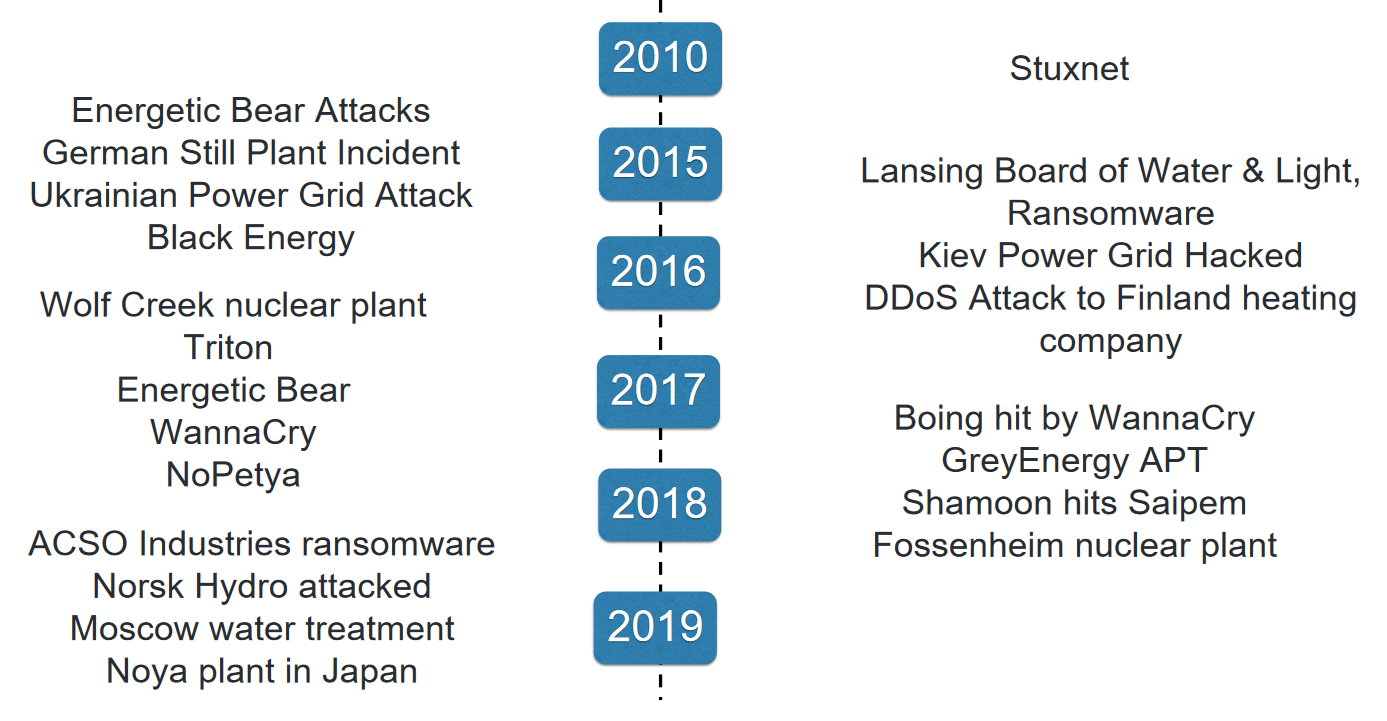 2010
Stuxnet
2015
Energetic Bear Attacks
German Still Plant Incident
Ukrainian Power Grid Attack
Black Energy
2016
Lansing Board of Water & Light,
Ransomware
Kiev Power Grid Hacked
DDoS Attack to Finland heating
company
2017
Wolf Creek nuclear plant
Triton
Energetic Bear
WannaCry
NoPetya
2018
Boing hit by WannaCry
GreyEnergy APT
Shamoon hits Saipem
Fossenheim nuclear plant
2019
ACSO Industries ransomware
Norsk Hydro attacked
Moscow water treatment
Noya plant in Japan